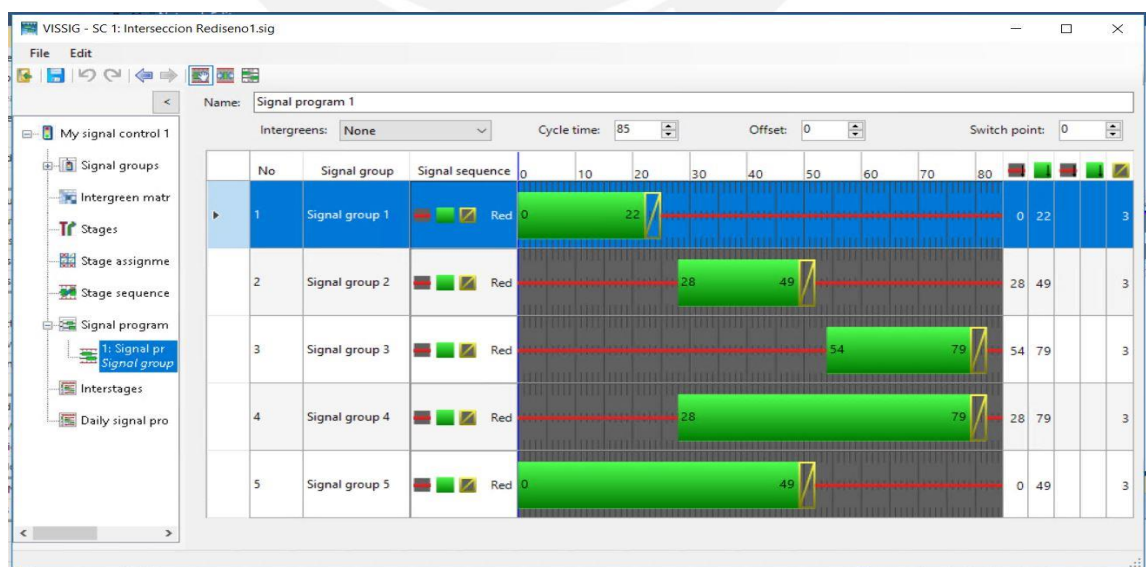 VISSIG - SC 1: Interseccion Rediseno1.sig
File Edit
Name: Signal program 1
Intergreens: None Cycle time: 85 Offset: 0 Switch point: 0
My signal control 1
Signal groups
Intergreen matr
Stages
Stage assignme
Stage sequence
Signal program
1: Signal pr
Signal group
Interstages
Daily signal pro
No Signal group Signal sequence 0 10 20 30 40 50 60 70 80
1 Signal group 1 Red 0 22 0 22 3
2 Signal group 2 Red 28 49 28 49 3
3 Signal group 3 Red 54 79 54 79 3
4 Signal group 4 Red 28 79 28 79 3
5 Signal group 5 Red 0 49 0 49 3